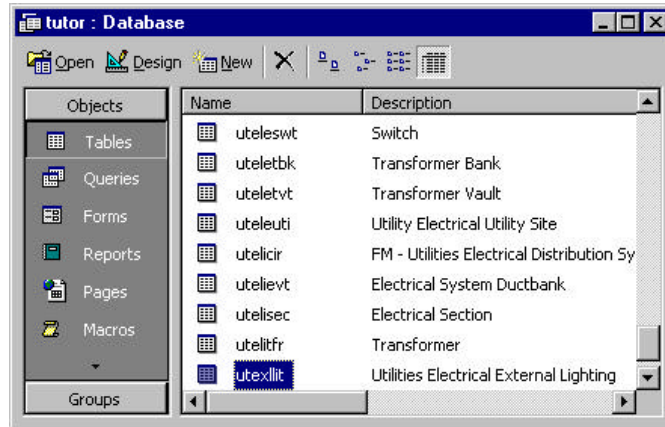 tutor : Database
Open Design New
Objects
Tables
Queries
Forms
Reports
Pages
Macros
Groups
Name Description
uteleswt Switch
uteletbk Transformer Bank
uteletvt Transformer Vault
uteleuti Utility Electrical Utility Site
utelicir FM - Utilities Electrical Distribution Sy
utelievt Electrical System Ductbank
utelisec Electrical Section
utelitfr Transformer
utexllit Utilities Electrical External Lighting